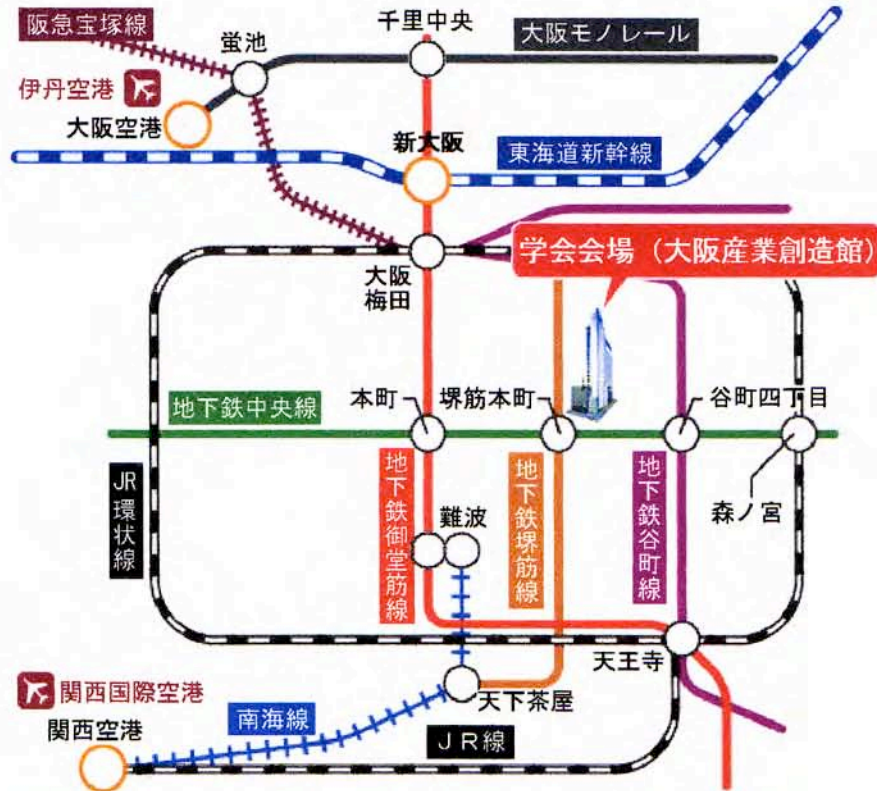 阪急宝塚線
千里中央
大阪モノレール
蛍池
伊丹空港
大阪空港
新大阪
東海道新幹線
学会会場（大阪産業創造館）
大阪
梅田
地下鉄中央線
本町
堺筋本町
谷町四丁目
JR環状線
地下鉄御堂筋線
難波
地下鉄堺筋線
地下鉄谷町線
森ノ宮
天王寺
関西国際空港
天下茶屋
南海線
関西空港
ＪＲ線